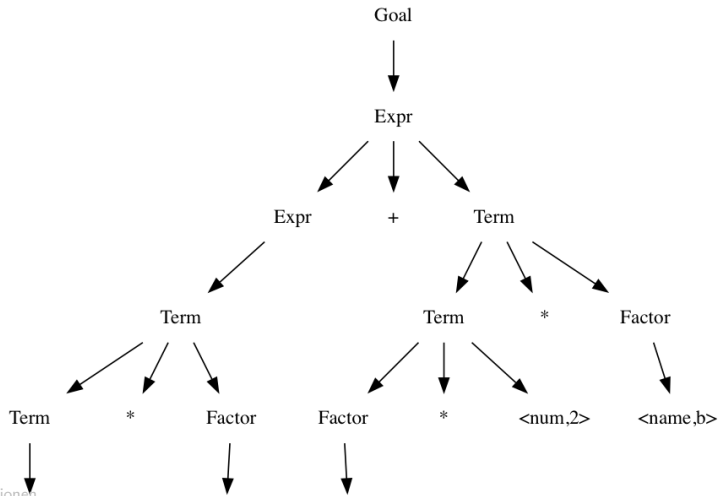 Goal
Expr
Expr + Term
Term Term * Factor
Term * Factor Factor * <num,2> <name,b>